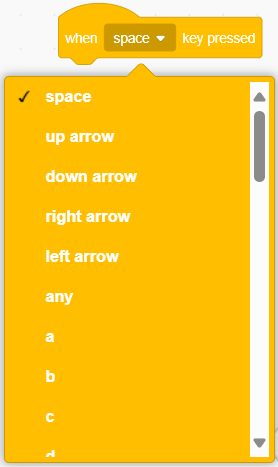 when space key pressed
space
up arrow
down arrow
right arrow
left arrow
any
a
b
c
d